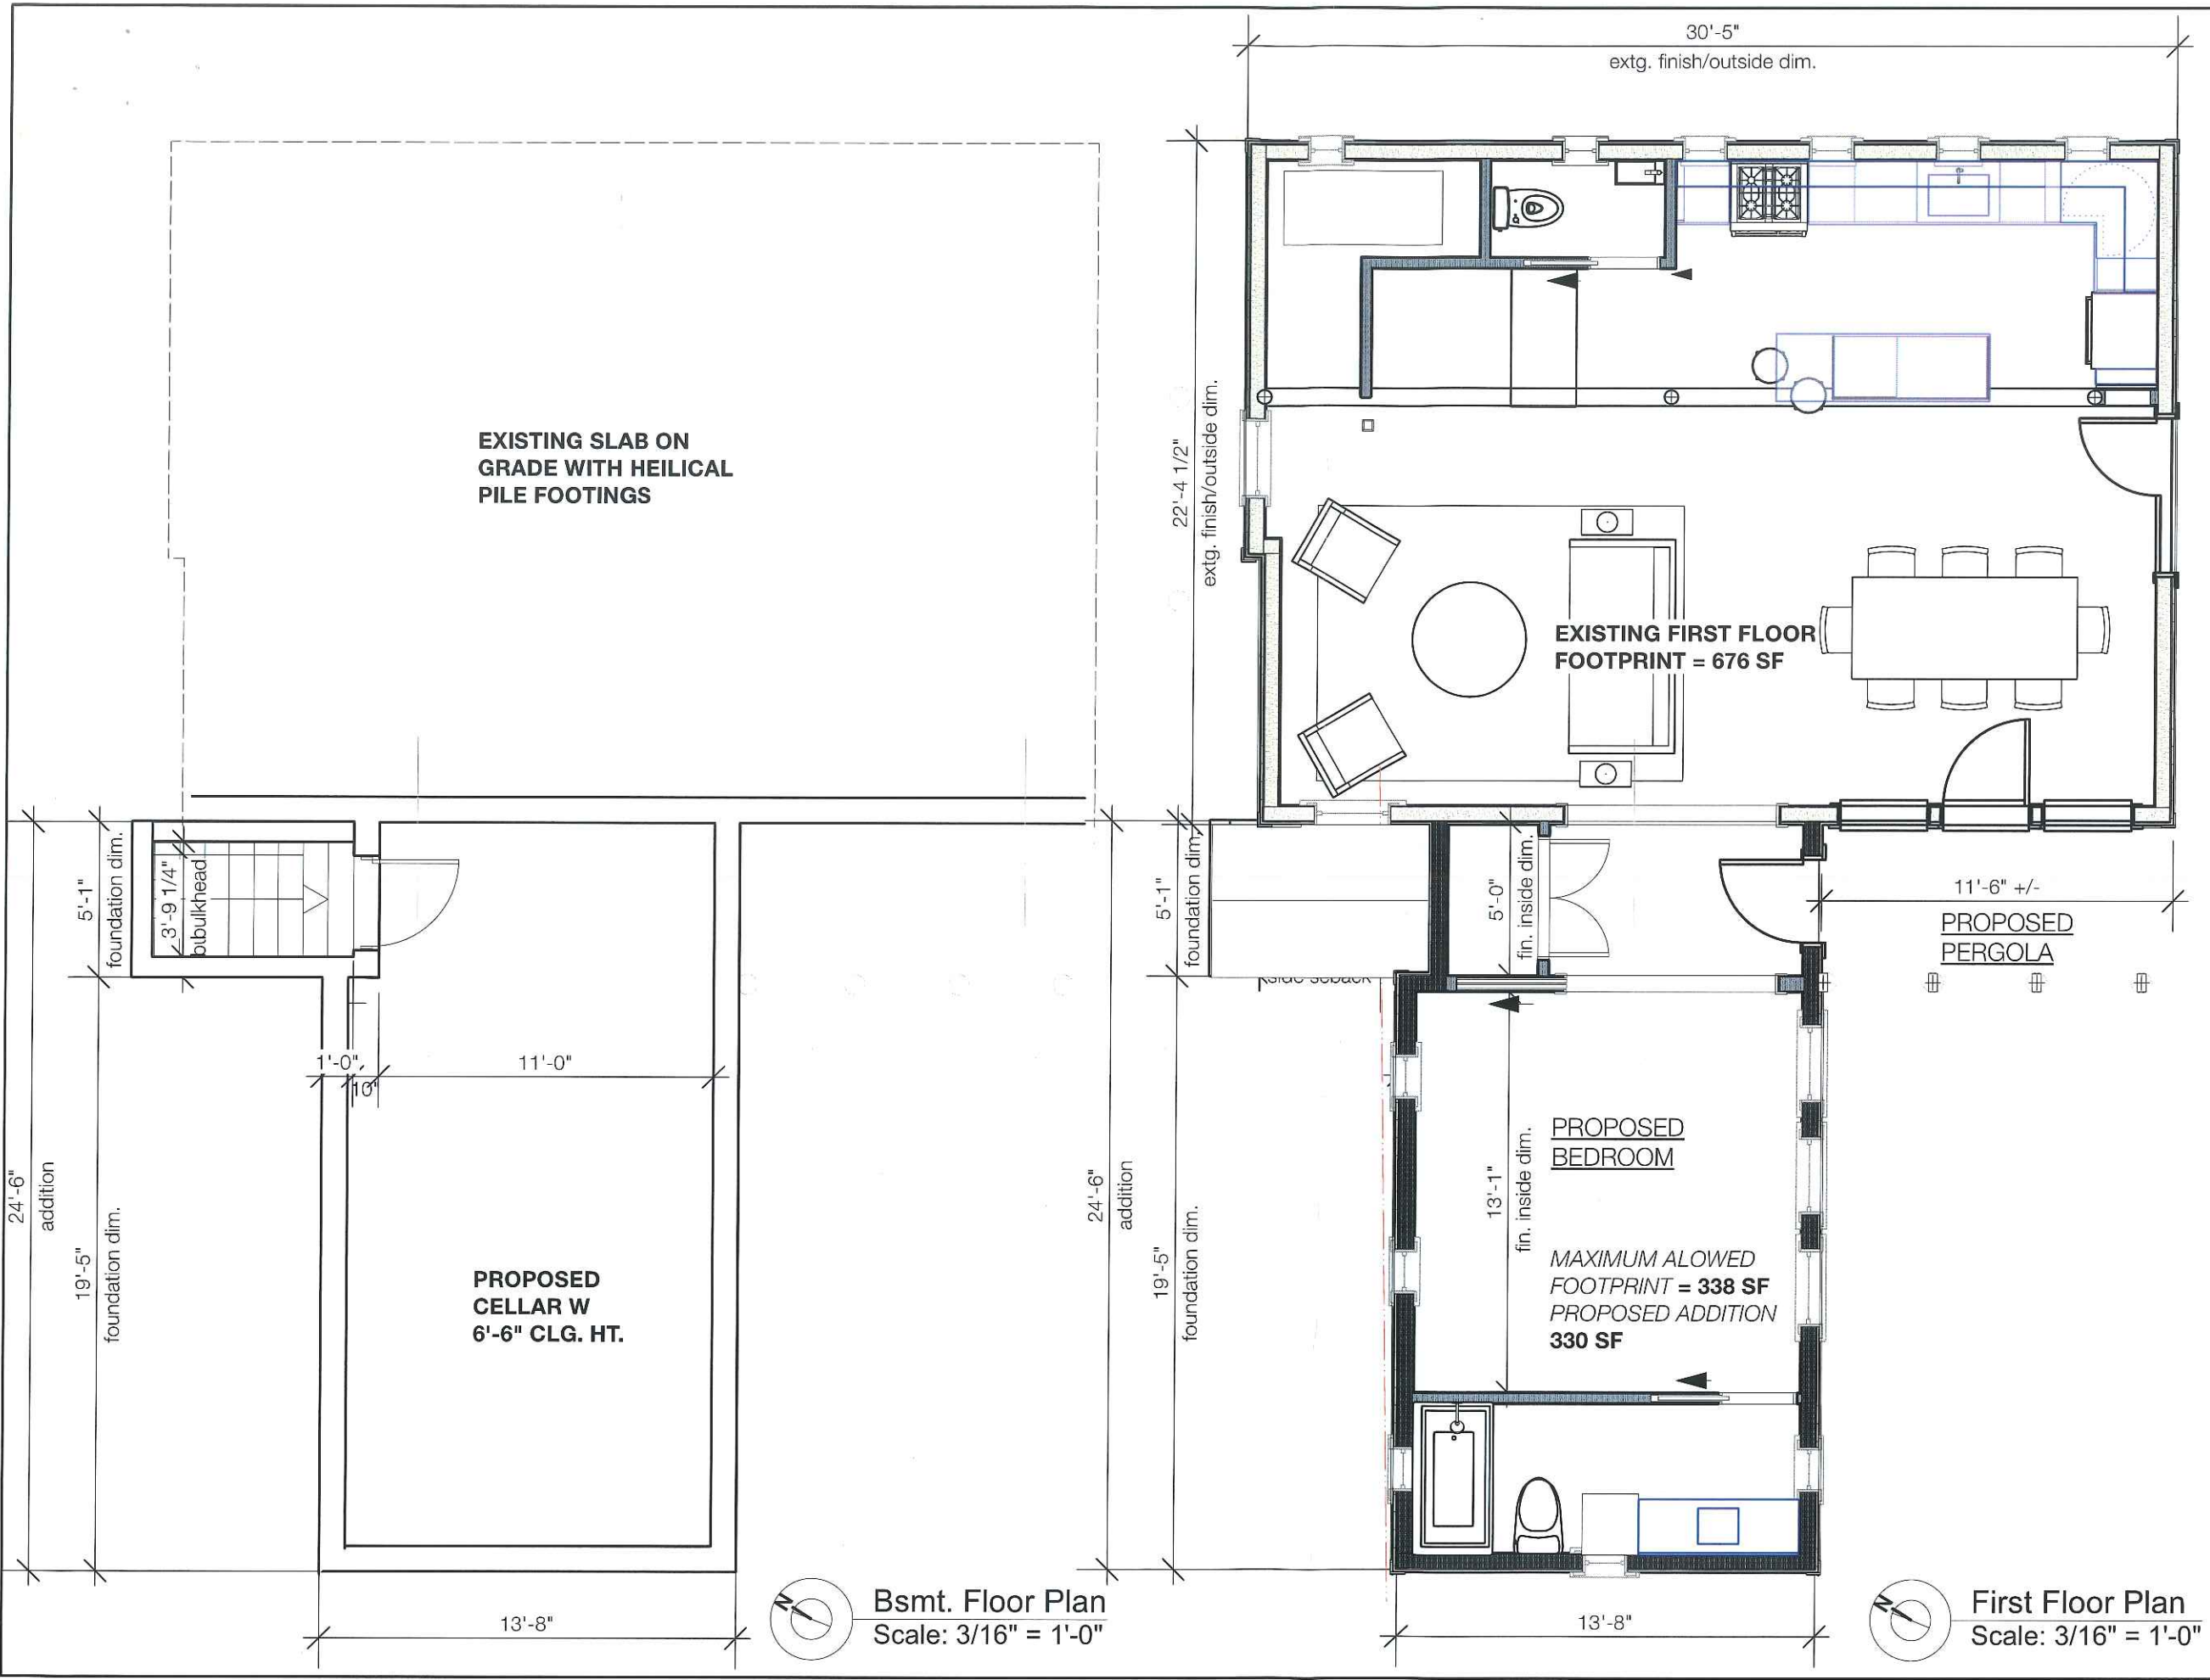 30'-5"
extg. finish/outside dim.
22'-4 1/2"
extg. finish/outside dim.
EXISTING SLAB ON
GRADE WITH HEILICAL
PILE FOOTINGS
EXISTING FIRST FLOOR
FOOTPRINT = 676 SF
5'-1"
foundation dim.
3'-9 1/4"
bubulkhead
24'-6"
addition
19'-5"
foundation dim.
1'-0"
10"
11'-0"
PROPOSED
CELLAR W
6'-6" CLG. HT.
13'-8"
N
Bsmt. Floor Plan
Scale: 3/16" = 1'-0"
5'-1"
foundation dim.
5'-0"
fin. inside dim.
11'-6" +/-
PROPOSED
PERGOLA
24'-6"
addition
19'-5"
foundation dim.
13'-1"
fin. inside dim.
PROPOSED
BEDROOM
MAXIMUM ALOWED
FOOTPRINT = 338 SF
PROPOSED ADDITION
330 SF
13'-8"
N
First Floor Plan
Scale: 3/16" = 1'-0"